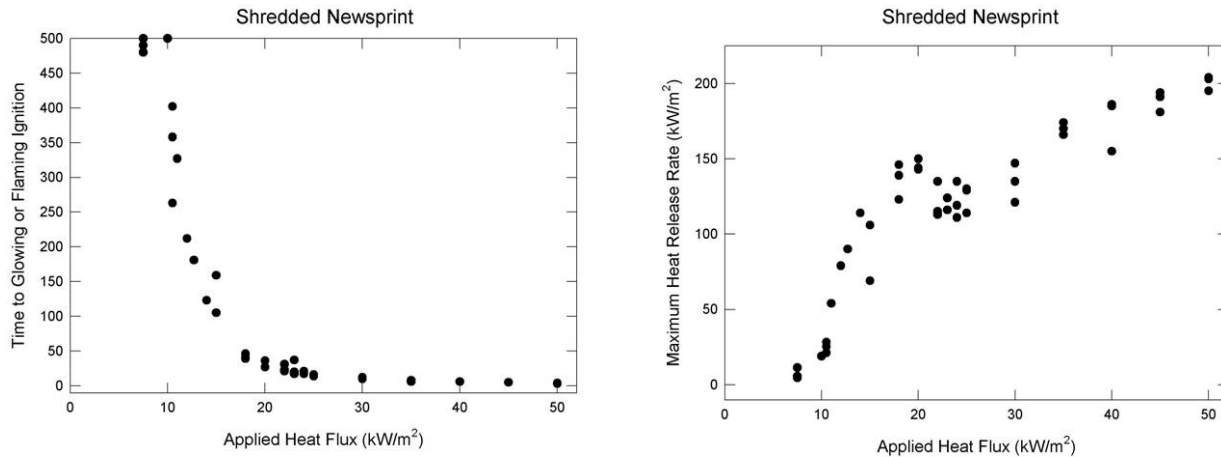 Shredded Newsprint
Time to Glowing or Flaming Ignition
500
450
400
350
300
250
200
150
100
50
0
0 10 20 30 40 50
Applied Heat Flux (kW/m²)
Shredded Newsprint
Maximum Heat Release Rate (kW/m²)
200
150
100
50
0
0 10 20 30 40 50
Applied Heat Flux (kW/m²)